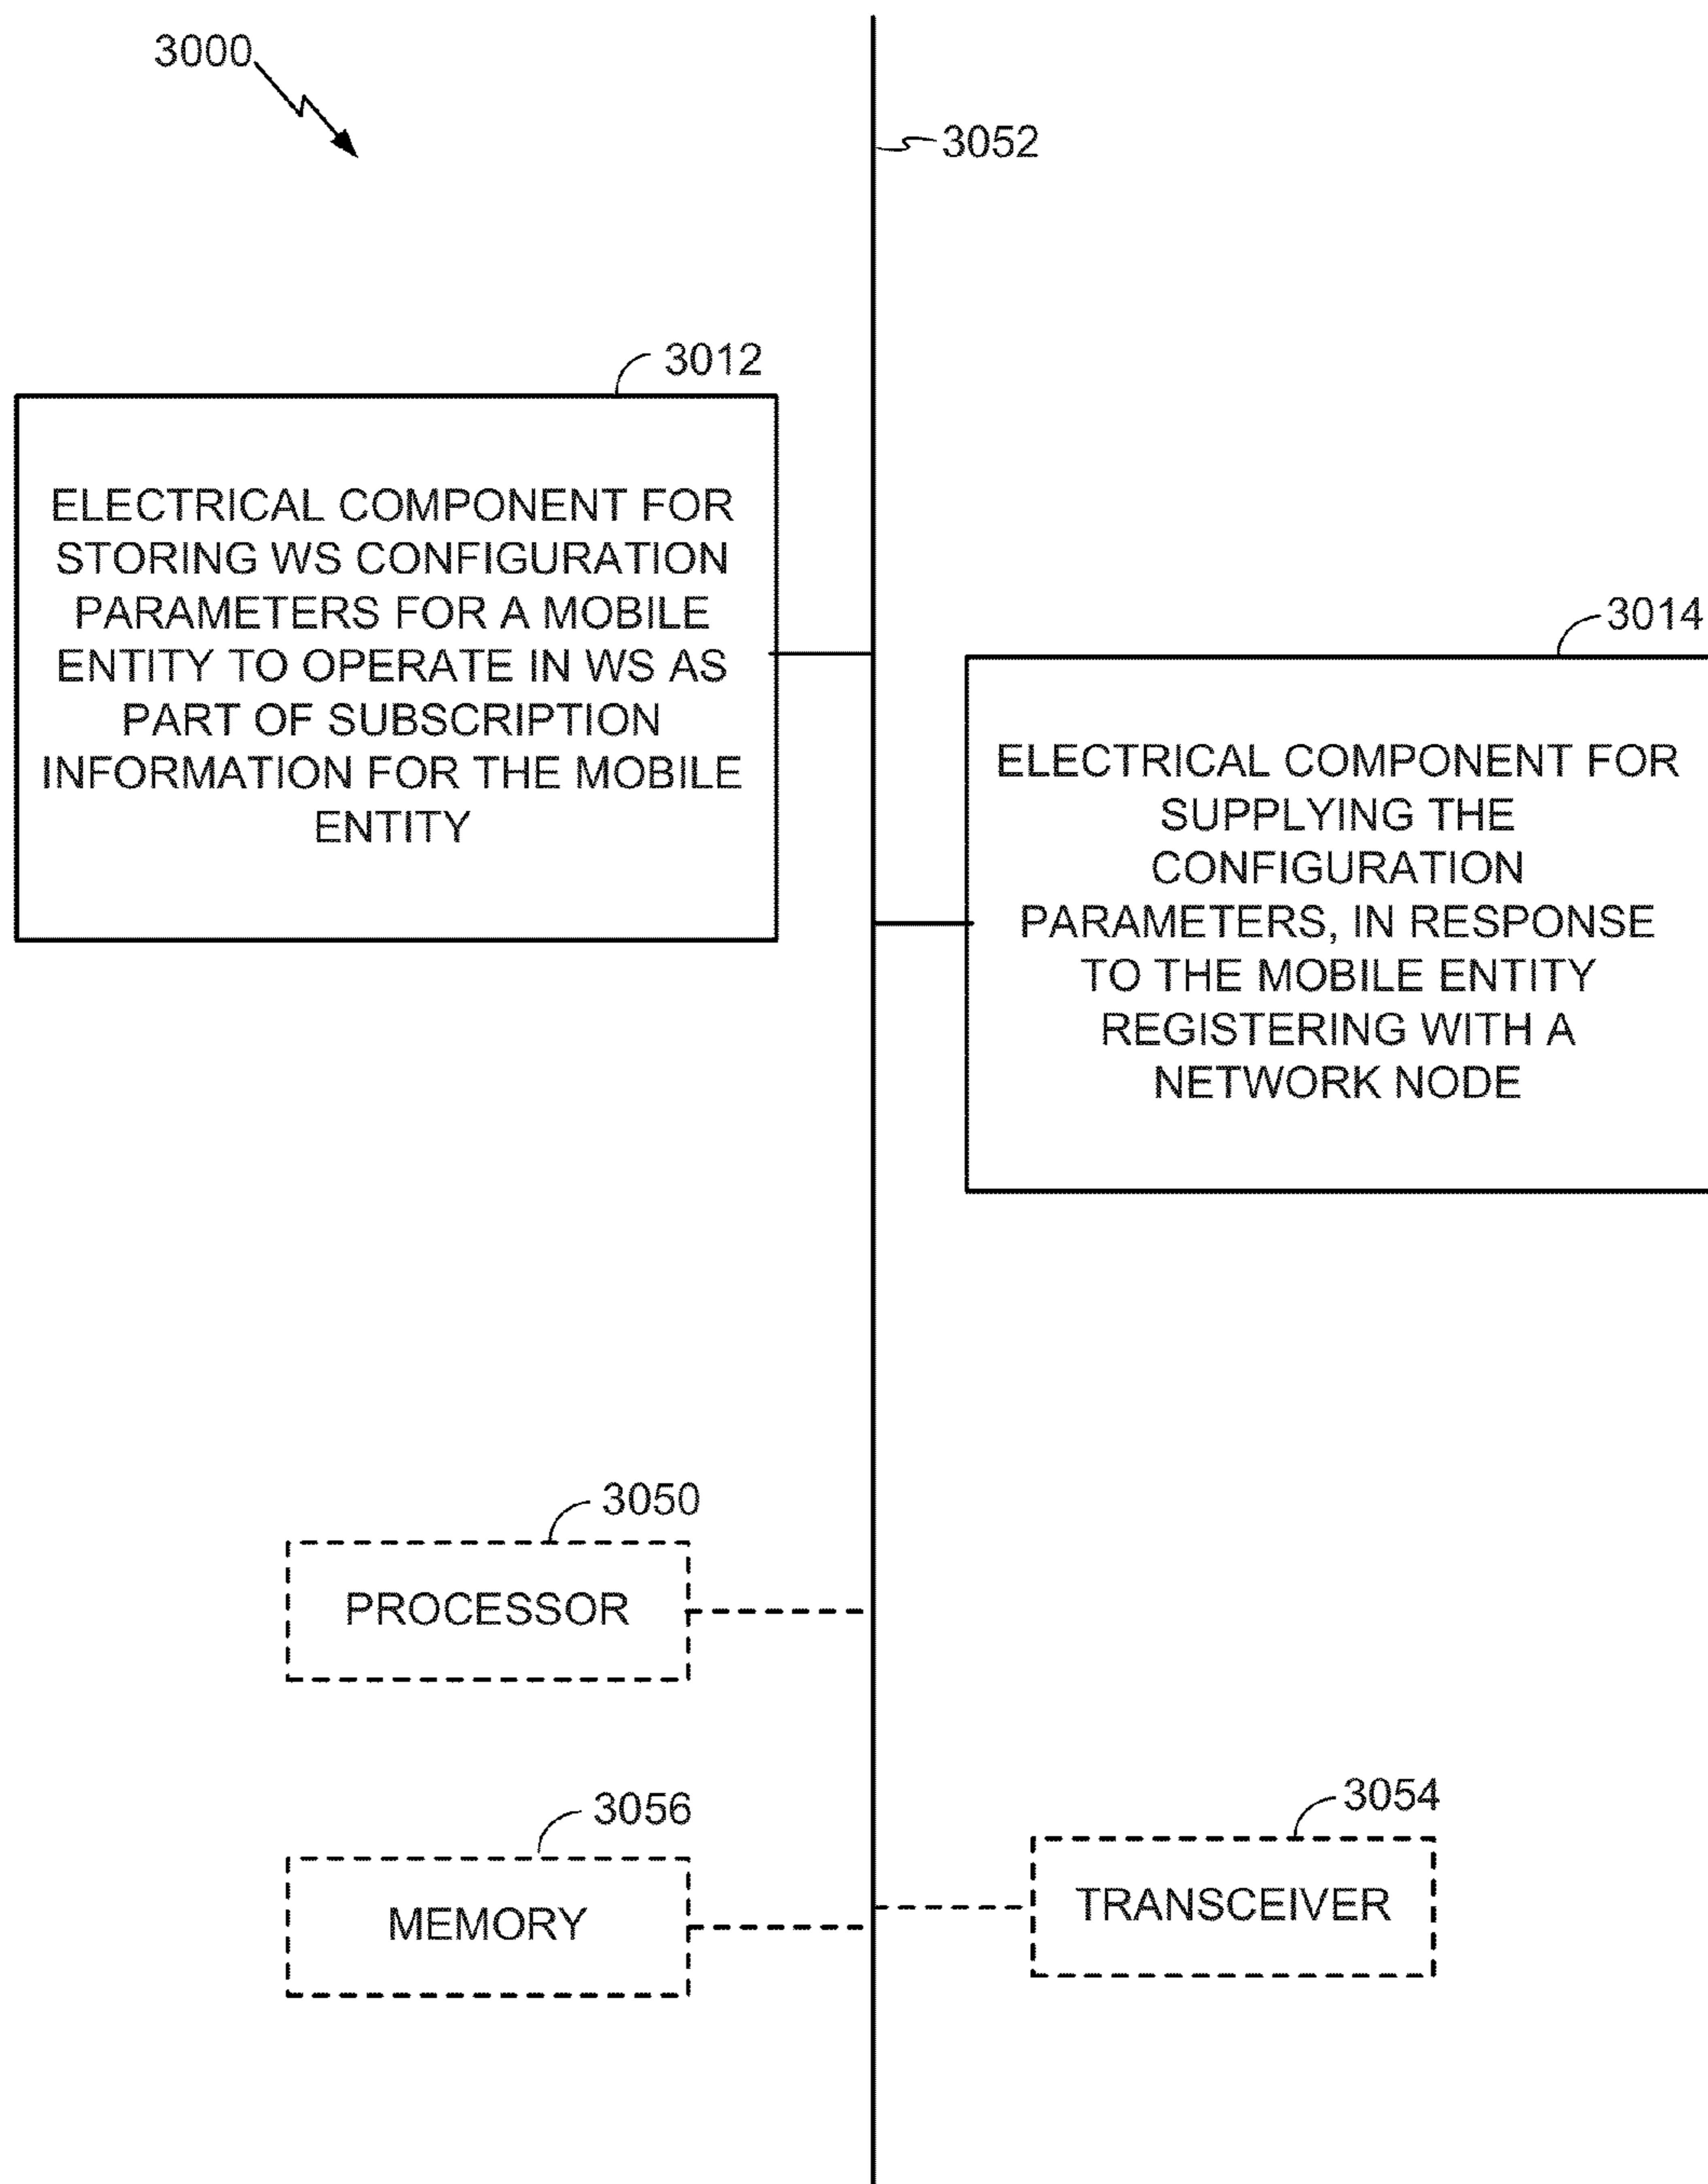 3000
3052
3012
ELECTRICAL COMPONENT FOR
STORING WS CONFIGURATION
PARAMETERS FOR A MOBILE
ENTITY TO OPERATE IN WS AS
PART OF SUBSCRIPTION
INFORMATION FOR THE MOBILE
ENTITY
3014
ELECTRICAL COMPONENT FOR
SUPPLYING THE
CONFIGURATION
PARAMETERS, IN RESPONSE
TO THE MOBILE ENTITY
REGISTERING WITH A
NETWORK NODE
3050
PROCESSOR
3056
MEMORY
3054
TRANSCEIVER